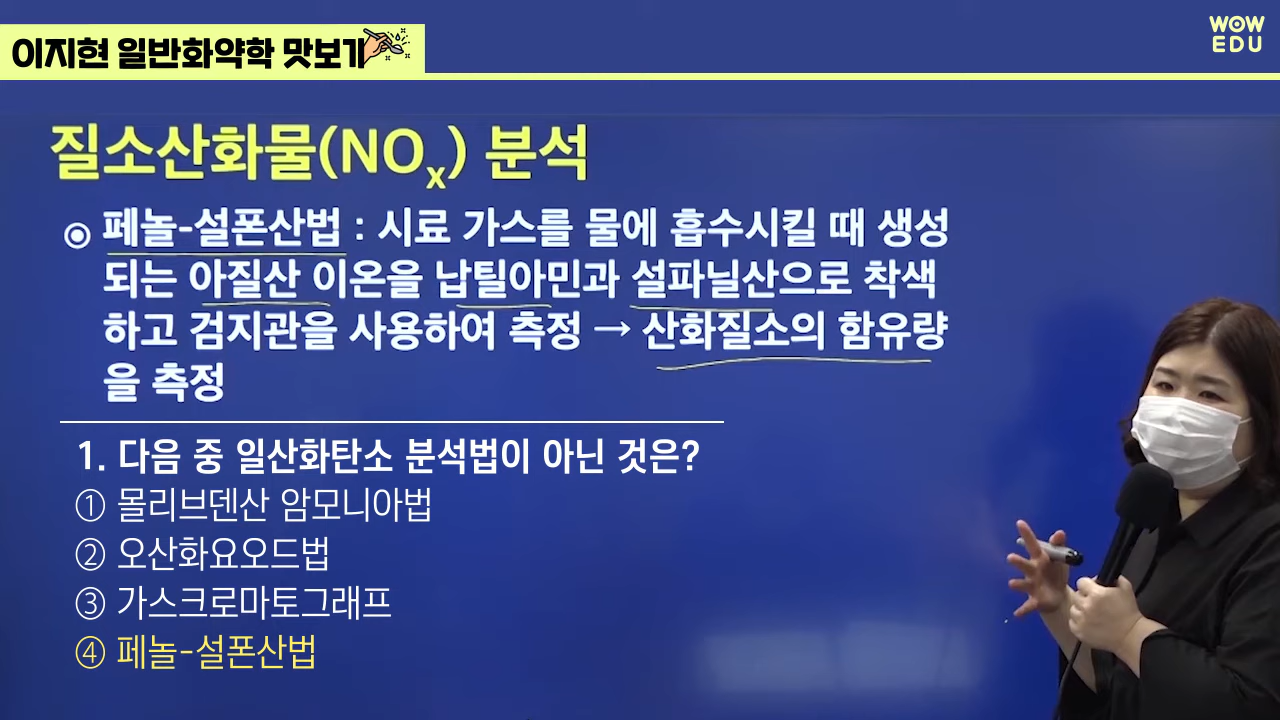 이지현 일반화약학 맛보기
WOW
EDU
질소산화물(NOx) 분석
◉ 페놀-설폰산법 : 시료 가스를 물에 흡수시킬 때 생성
되는 아질산 이온을 납틸아민과 설파닐산으로 착색
하고 검지관을 사용하여 측정 → 산화질소의 함유량
을 측정
1. 다음 중 일산화탄소 분석법이 아닌 것은?
① 몰리브덴산 암모니아법
② 오산화요오드법
③ 가스크로마토그래프
④ 페놀-설폰산법